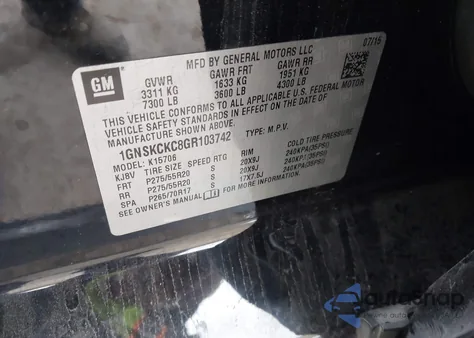 MFD BY GENERAL MOTORS LLC 07/15
GM GVWR GAWR FRT GAWR RR
3311 KG 1633 KG 1951 KG
7300 LB 3600 LB 4300 LB
THIS VEHICLE CONFORMS TO ALL APPLICABLE U.S. FEDERAL MOTOR
VEHICLE SAFETY STANDARDS IN EFFECT ON THE DATE OF
MANUFACTURE SHOWN ABOVE.
1GNSKCKC8GR103742 TYPE: M.P.V.
MODEL: K15706
KJBV TIRE SIZE SPEED RTG RIM COLD TIRE PRESSURE
FRT P275/55R20 S 20X9J 240KPA(35PSI)
RR P275/55R20 S 20X9J 240KPA(35PSI)
SPA P265/70R17 S 17X7.5J 240KPA(35PSI)
SEE OWNER'S MANUAL
autosnap